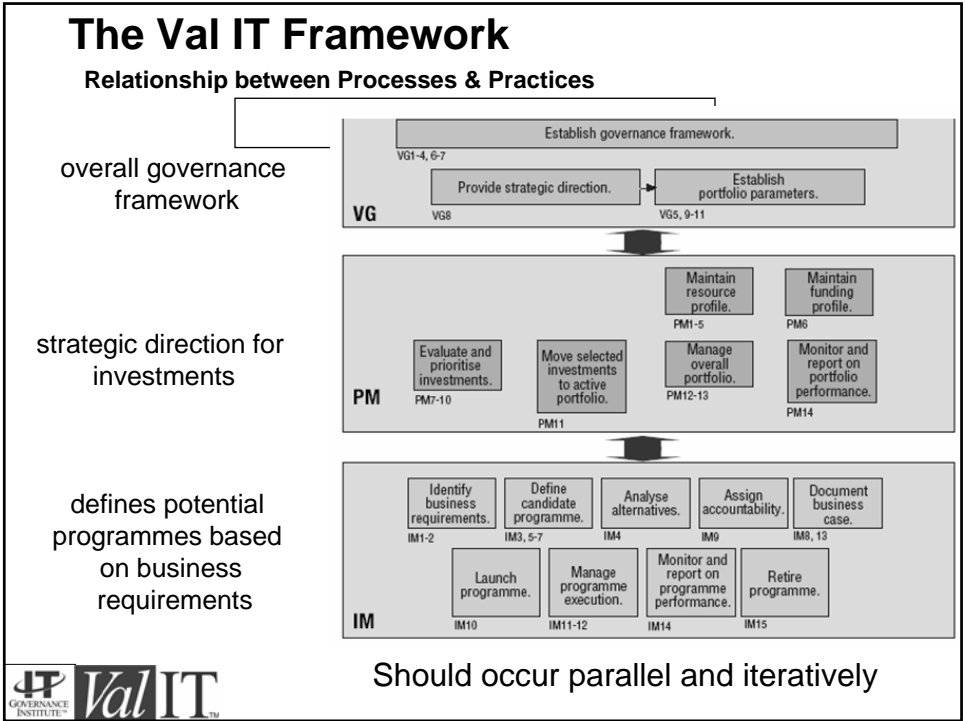 The Val IT Framework
Relationship between Processes & Practices
overall governance
framework
Establish governance framework.
VG1-4, 6-7
Provide strategic direction.
Establish
portfolio parameters.
VG
VG8
VG5, 9-11
strategic direction for
investments
Maintain
resource
profile.
PM1-5
Maintain
funding
profile.
PM6
Evaluate and
prioritise
investments.
PM7-10
Move selected
investments
to active
portfolio.
PM11
Manage
overall
portfolio.
PM12-13
Monitor and
report on
portfolio
performance.
PM14
PM
defines potential
programmes based
on business
requirements
Identify
business
requirements.
IM1-2
Define
candidate
programme.
IM3, 5-7
Analyse
alternatives.
IM4
Assign
accountability.
IM9
Document
business
case.
IM8, 13
Launch
programme.
IM10
Manage
programme
execution.
IM11-12
Monitor and
report on
programme
performance.
IM14
Retire
programme.
IM15
IM
IT
GOVERNANCE
INSTITUTE™
Val IT™
Should occur parallel and iteratively